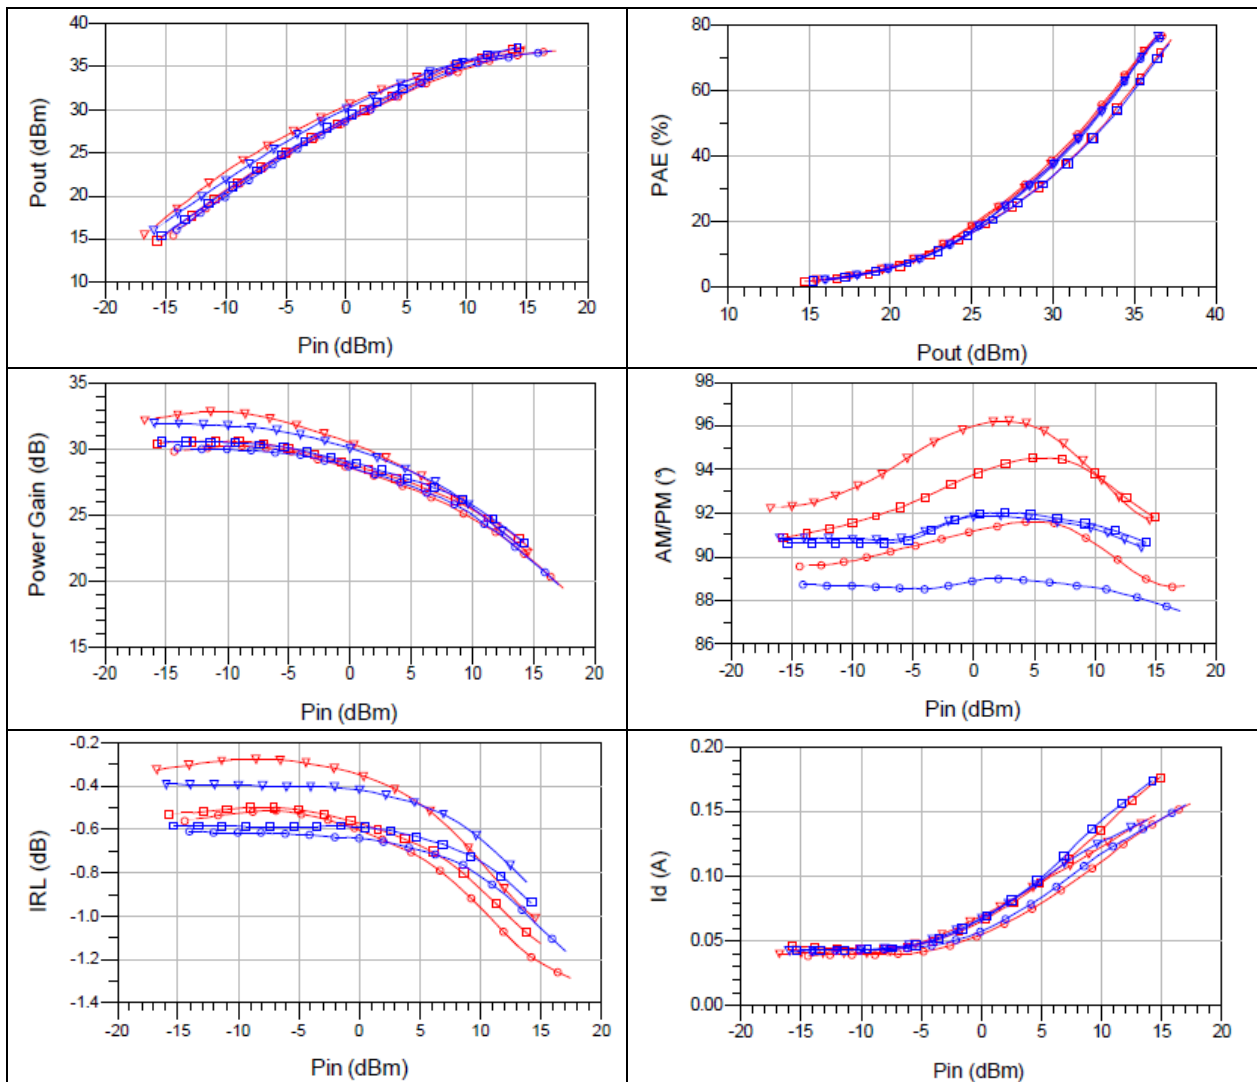 40
35
30
25
20
15
10
Pout (dBm)
-20 -15 -10 -5 0 5 10 15 20
Pin (dBm)
80
60
40
20
0
PAE (%)
10 15 20 25 30 35 40
Pout (dBm)
35
30
25
20
15
Power Gain (dB)
-20 -15 -10 -5 0 5 10 15 20
Pin (dBm)
98
96
94
92
90
88
86
AM/PM (°)
-20 -15 -10 -5 0 5 10 15 20
Pin (dBm)
-0.2
-0.4
-0.6
-0.8
-1.0
-1.2
-1.4
IRL (dB)
-20 -15 -10 -5 0 5 10 15 20
Pin (dBm)
0.20
0.15
0.10
0.05
0.00
Id (A)
-20 -15 -10 -5 0 5 10 15 20
Pin (dBm)